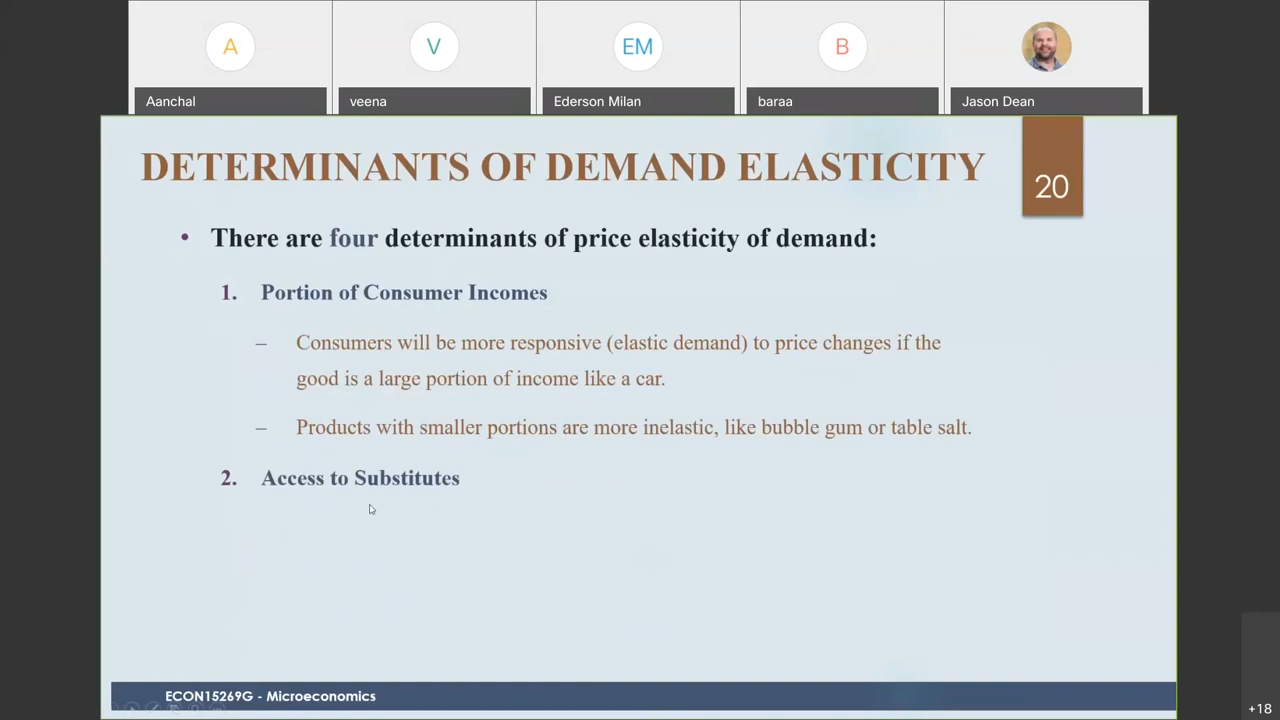 A
V
EM
B
Aanchal
veena
Ederson Milan
baraa
Jason Dean
DETERMINANTS OF DEMAND ELASTICITY
20
• There are four determinants of price elasticity of demand:
1. Portion of Consumer Incomes
– Consumers will be more responsive (elastic demand) to price changes if the
good is a large portion of income like a car.
– Products with smaller portions are more inelastic, like bubble gum or table salt.
2. Access to Substitutes
ECON15269G - Microeconomics
+18